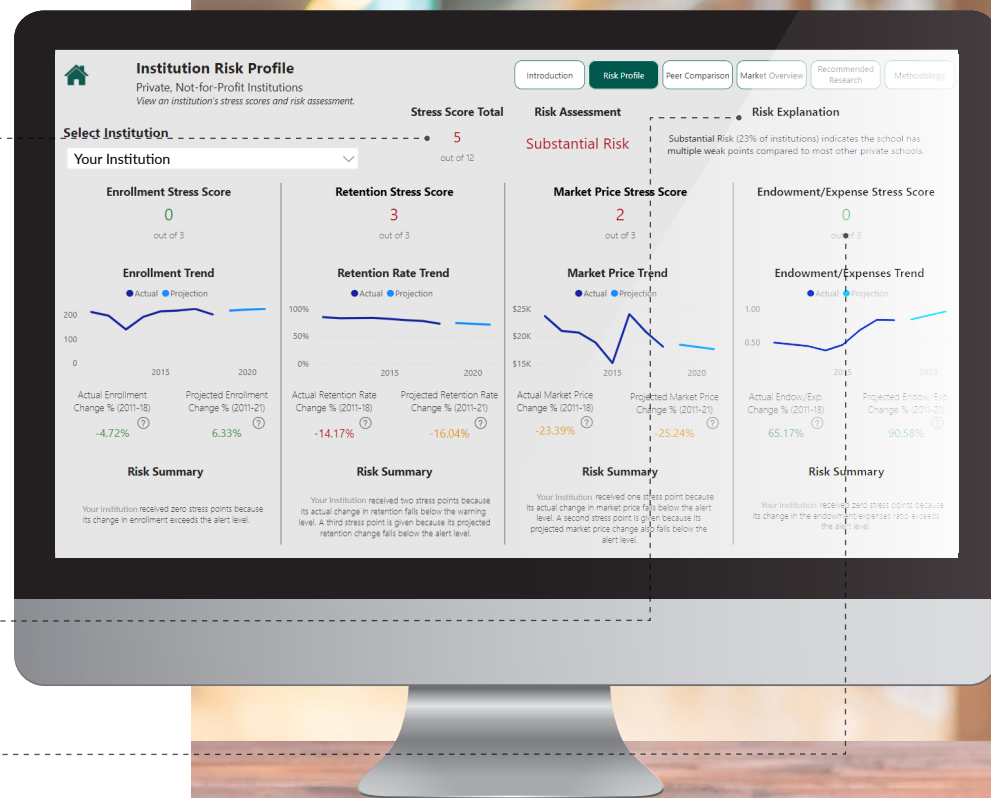 Institution Risk Profile
Private, Not-for-Profit Institutions
View an institution's stress scores and risk assessment.
Introduction
Risk Profile
Peer Comparison
Market Overview
Recommended
Research
Methodology
Select Institution
Your Institution
Stress Score Total
5
out of 12
Risk Assessment
Substantial Risk
Risk Explanation
Substantial Risk (23% of institutions) indicates the school has
multiple weak points compared to most other private schools.
Enrollment Stress Score
0
out of 3
Enrollment Trend
Actual Projection
200
100
0
2015 2020
Actual Enrollment
Change % (2011-18)
-4.72%
?
Projected Enrollment
Change % (2011-21)
6.33%
?
Risk Summary
Your Institution received zero stress points because
its change in enrollment exceeds the alert level.
Retention Stress Score
3
out of 3
Retention Rate Trend
Actual Projection
100%
50%
0%
2015 2020
Actual Retention Rate
Change % (2011-18)
-14.17%
?
Projected Retention Rate
Change % (2011-21)
-16.04%
?
Risk Summary
Your Institution received two stress points because
its actual change in retention falls below the warning
level. A third stress point is given because its projected
retention change falls below the alert level.
Market Price Stress Score
2
out of 3
Market Price Trend
Actual Projection
$25K
$20K
$15K
2015 2020
Actual Market Price
Change % (2011-18)
-23.39%
?
Projected Market Price
Change % (2011-21)
-25.24%
?
Risk Summary
Your Institution received one stress point because
its actual change in market price falls below the alert
level. A second stress point is given because its
projected market price change also falls below the
alert level.
Endowment/Expense Stress Score
0
out of 3
Endowment/Expenses Trend
Actual Projection
1.00
0.50
2015 2020
Actual Endow./Exp.
Change % (2011-18)
65.17%
?
Projected Endow./Exp.
Change % (2011-21)
90.58%
?
Risk Summary
Your Institution received zero stress points because
its change in the endowment/expenses ratio exceeds
the alert level.